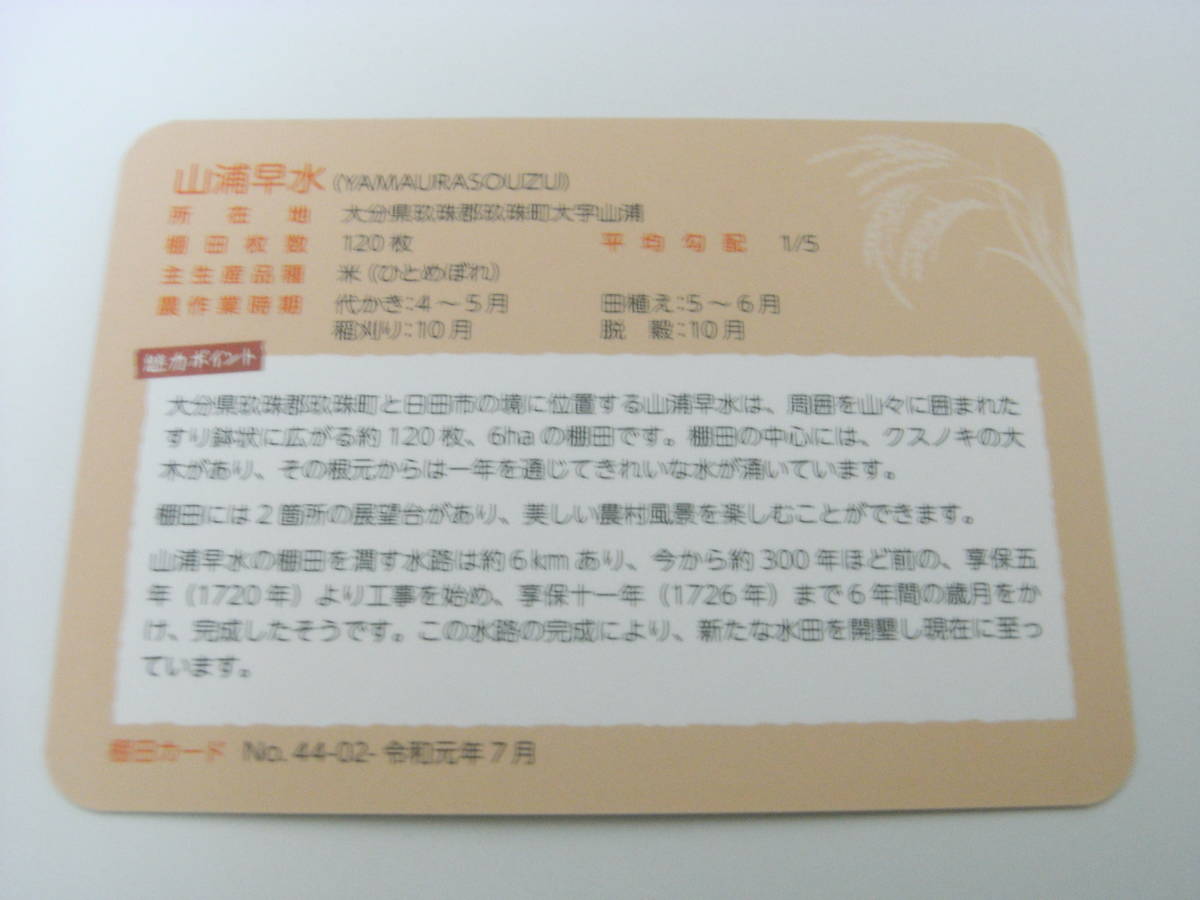 山浦早水 (YAMAURASOUZU)
所在地 大分県玖珠郡玖珠町大字山浦
棚田枚数 120枚 平均勾配 1/5
主生産品種 米(ひとめぼれ)
農作業時期 代かき:4~5月 田植え:5~6月
稲刈り:10月 脱穀:10月
大分県玖珠郡玖珠町と日田市の境に位置する山浦早水は、周囲を山々に囲まれた
すり鉢状に広がる約120枚、6haの棚田です。棚田の中心には、クスノキの大
木があり、その根元からは一年を通じてきれいな水が湧いています。
棚田には2箇所の展望台があり、美しい農村風景を楽しむことができます。
山浦早水の棚田を潤す水路は約6kmあり、今から約300年ほど前の、享保五
年(1720年)より工事を始め、享保十一年(1726年)まで6年間の歳月をか
け、完成したそうです。この水路の完成により、新たな水田を開墾し現在に至っ
ています。
棚田カード No.44-02-令和元年7月